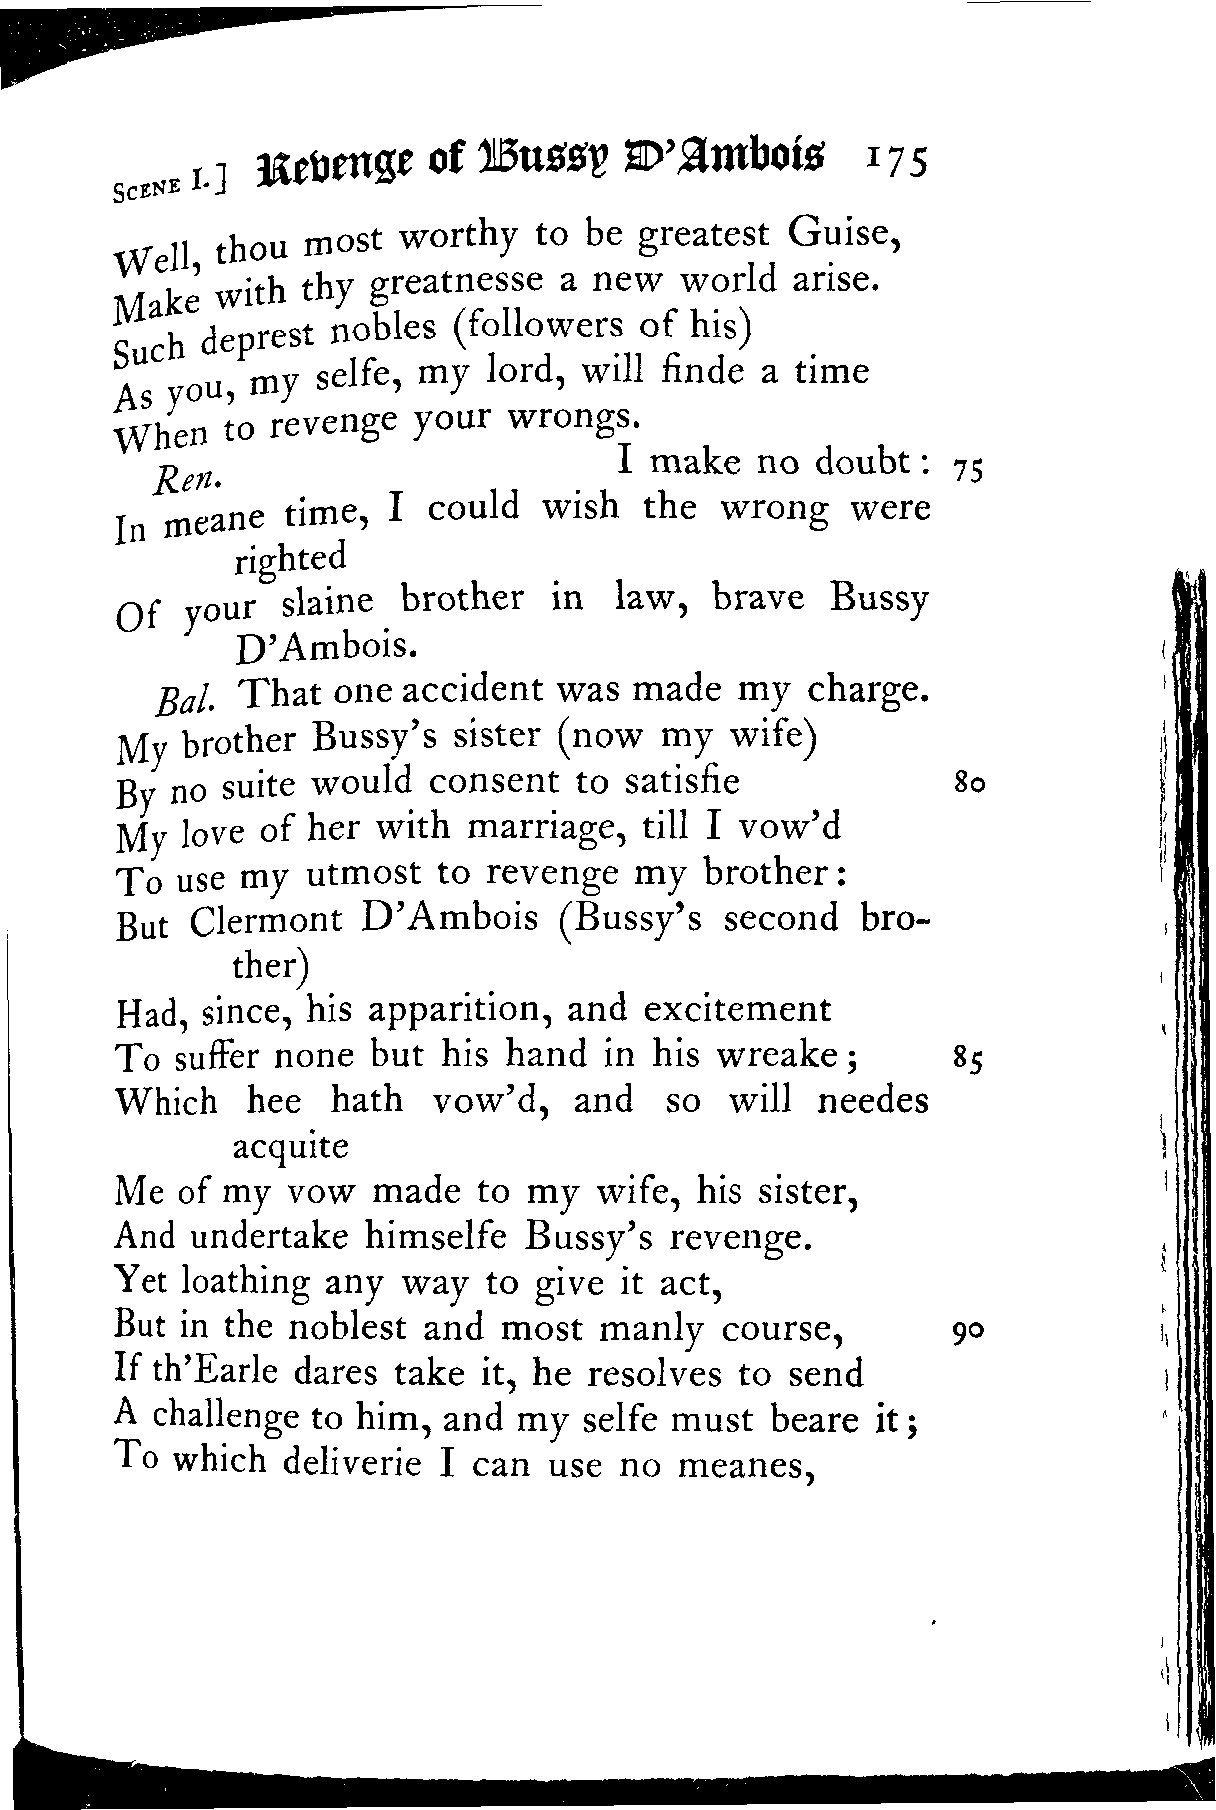 SCENE I.] Revenge of Bussy D'Ambois 175
Well, thou most worthy to be greatest Guise,
Make with thy greatnesse a new world arise.
Such deprest nobles (followers of his)
As you, my selfe, my lord, will finde a time
When to revenge your wrongs.
Ren. I make no doubt: 75
In meane time, I could wish the wrong were
righted
Of your slaine brother in law, brave Bussy
D'Ambois.
Bal. That one accident was made my charge.
My brother Bussy's sister (now my wife)
By no suite would consent to satisfie 80
My love of her with marriage, till I vow'd
To use my utmost to revenge my brother:
But Clermont D'Ambois (Bussy's second bro-
ther)
Had, since, his apparition, and excitement
To suffer none but his hand in his wreake; 85
Which hee hath vow'd, and so will needes
acquite
Me of my vow made to my wife, his sister,
And undertake himselfe Bussy's revenge.
Yet loathing any way to give it act,
But in the noblest and most manly course, 90
If th'Earle dares take it, he resolves to send
A challenge to him, and my selfe must beare it;
To which deliverie I can use no meanes,